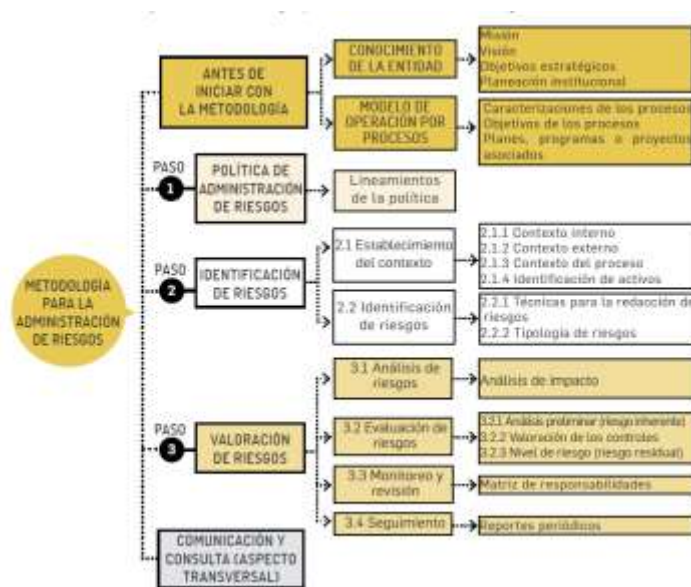 ANTES DE
INICIAR CON
LA METODOLOGÍA
CONOCIMIENTO
DE LA ENTIDAD
Misión
Visión
Objetivos estratégicos
Planeación institucional
MODELO DE
OPERACIÓN POR
PROCESOS
Caracterizaciones de los procesos
Objetivos de los procesos
Planes, programas o proyectos
asociados
PASO
1
POLÍTICA DE
ADMINISTRACIÓN
DE RIESGOS
Lineamientos
de la política
METODOLOGÍA
PARA LA
ADMINISTRACIÓN
DE RIESGOS
PASO
2
IDENTIFICACIÓN
DE RIESGOS
2.1 Establecimiento
del contexto
2.1.1 Contexto interno
2.1.2 Contexto externo
2.1.3 Contexto del proceso
2.1.4 Identificación de activos
2.2 Identificación
de riesgos
2.2.1 Técnicas para la redacción de
riesgos
2.2.2 Tipología de riesgos
PASO
3
VALORACIÓN
DE RIESGOS
3.1 Análisis de
riesgos
Análisis de impacto
3.2 Evaluación de
riesgos
3.2.1 Análisis preliminar (riesgo inherente)
3.2.2 Valoración de los controles
3.2.3 Nivel de riesgo (riesgo residual)
3.3 Monitoreo y
revisión
Matriz de responsabilidades
3.4 Seguimiento
Reportes periódicos
COMUNICACIÓN Y
CONSULTA (ASPECTO
TRANSVERSAL)